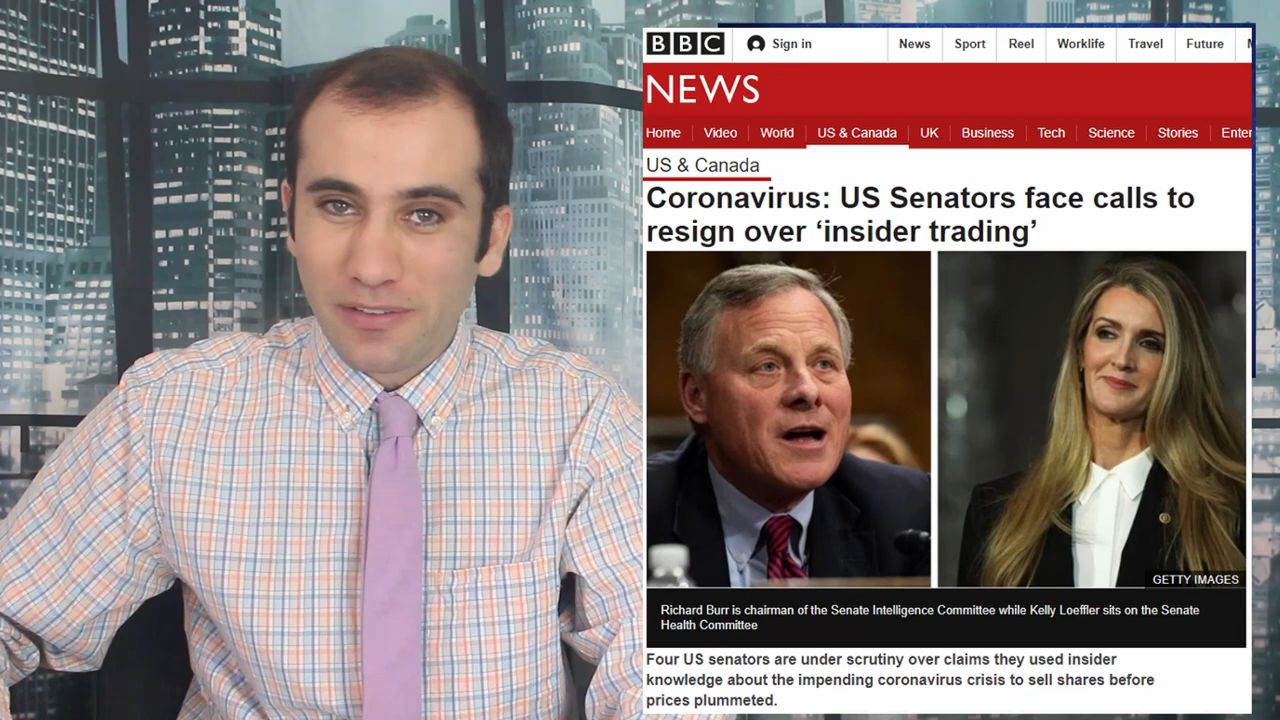 BBC
Sign in
News
Sport
Reel
Worklife
Travel
Future
NEWS
Home
Video
World
US & Canada
UK
Business
Tech
Science
Stories
Enter
US & Canada
Coronavirus: US Senators face calls to
resign over ‘insider trading’
GETTY IMAGES
Richard Burr is chairman of the Senate Intelligence Committee while Kelly Loeffler sits on the Senate
Health Committee
Four US senators are under scrutiny over claims they used insider
knowledge about the impending coronavirus crisis to sell shares before
prices plummeted.